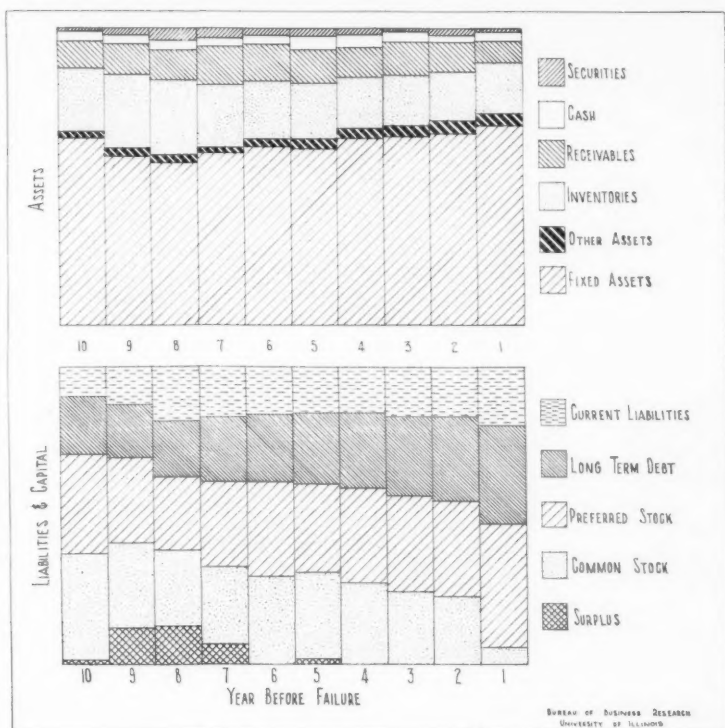 ASSETS
SECURITIES
CASH
RECEIVABLES
INVENTORIES
OTHER ASSETS
FIXED ASSETS
10 9 8 7 6 5 4 3 2 1
LIABILITIES & CAPITAL
CURRENT LIABILITIES
LONG TERM DEBT
PREFERRED STOCK
COMMON STOCK
SURPLUS
10 9 8 7 6 5 4 3 2 1
YEAR BEFORE FAILURE
BUREAU OF BUSINESS RESEARCH
UNIVERSITY OF ILLINOIS